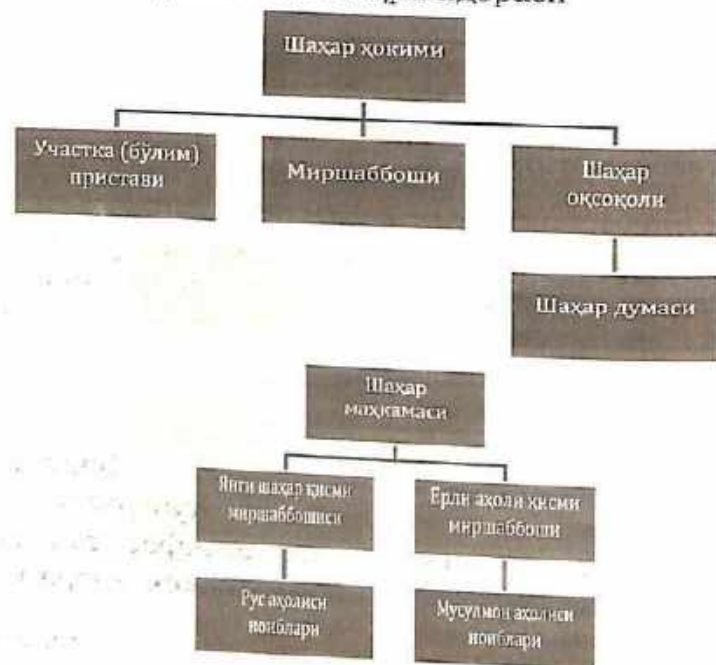 Шаҳар ҳокими
Участка (бўлим)
пристави
Миршаббоши
Шаҳар
оқсоқоли
Шаҳар думаси
Шаҳар
маҳкамаси
Янги шаҳар қисми
миршаббошиси
Ерли аҳоли қисми
миршаббоши
Рус аҳолиси
ноиблари
Мусулмон аҳолиси
ноиблари